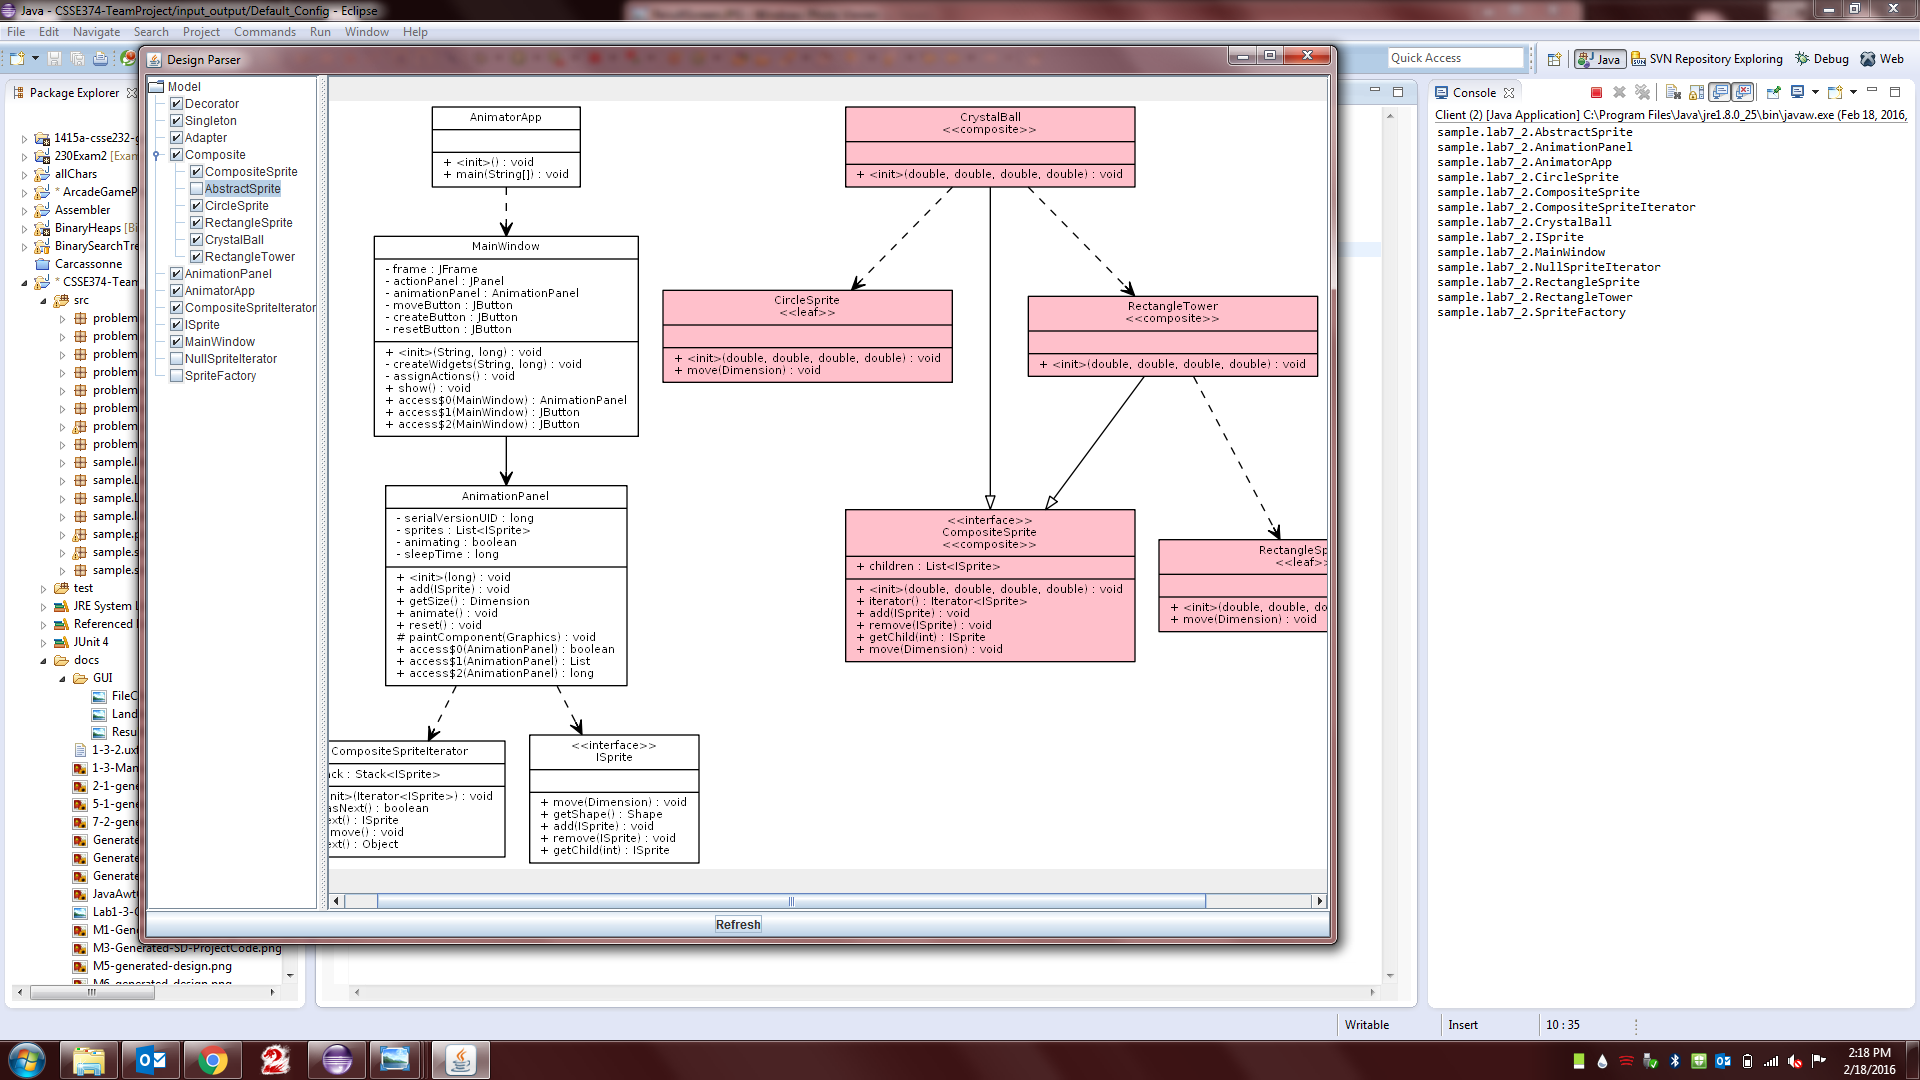 Java - CSSE374-TeamProject/input_output/Default_Config - Eclipse
File Edit Navigate Search Project Commands Run Window Help
Quick Access
Java
SVN Repository Exploring
Debug
Web
Package Explorer
1415a-csse232-
230Exam2 [Exa
allChars
* ArcadeGameP
Assembler
BinaryHeaps [Bi
BinarySearchTre
Carcassonne
* CSSE374-Team
src
problem
problem
problem
problem
problem
problem
problem
problem
sample.l
sample.L
sample.L
sample.l
sample.p
sample.p
sample.s
test
JRE System L
Referenced
JUnit 4
docs
GUI
FileC
Land
Resu
1-3-2.uxf
1-3-Man
2-1-gene
5-1-gene
7-2-gene
Generate
Generate
Generate
JavaAwt
Lab1-3-
M1-Gene
M3-Generated-SD-ProjectCode.png
M5-generated-design.png
M6-generated-design.png
Design Parser
Model
Decorator
Singleton
Adapter
Composite
CompositeSprite
AbstractSprite
CircleSprite
RectangleSprite
CrystalBall
RectangleTower
AnimationPanel
AnimatorApp
CompositeSpriteIterator
ISprite
MainWindow
NullSpriteIterator
SpriteFactory
AnimatorApp
+ <init>() : void
+ main(String[]) : void
MainWindow
- frame : JFrame
- actionPanel : JPanel
- animationPanel : AnimationPanel
- moveButton : JButton
- createButton : JButton
- resetButton : JButton
+ <init>(String, long) : void
- createWidgets(String, long) : void
- assignActions() : void
+ show() : void
+ access$0(MainWindow) : AnimationPanel
+ access$1(MainWindow) : JButton
+ access$2(MainWindow) : JButton
AnimationPanel
- serialVersionUID : long
- sprites : List<ISprite>
- animating : boolean
- sleepTime : long
+ <init>(long) : void
+ add(ISprite) : void
+ getSize() : Dimension
+ animate() : void
+ reset() : void
# paintComponent(Graphics) : void
+ access$0(AnimationPanel) : boolean
+ access$1(AnimationPanel) : List
+ access$2(AnimationPanel) : long
CompositeSpriteIterator
ck : Stack<ISprite>
nit>(Iterator<ISprite>) : void
asNext() : boolean
ext() : ISprite
move() : void
ext() : Object
<<interface>>
ISprite
+ move(Dimension) : void
+ getShape() : Shape
+ add(ISprite) : void
+ remove(ISprite) : void
+ getChild(int) : ISprite
CrystalBall
<<composite>>
+ <init>(double, double, double, double) : void
CircleSprite
<<leaf>>
+ <init>(double, double, double, double) : void
+ move(Dimension) : void
RectangleTower
<<composite>>
+ <init>(double, double, double, double) : void
<<interface>>
CompositeSprite
<<composite>>
+ children : List<ISprite>
+ <init>(double, double, double, double) : void
+ iterator() : Iterator<ISprite>
+ add(ISprite) : void
+ remove(ISprite) : void
+ getChild(int) : ISprite
+ move(Dimension) : void
RectangleSp
<<leaf>>
+ <init>(double, double, do
+ move(Dimension) : void
Refresh
Console
Client (2) [Java Application] C:\Program Files\Java\jre1.8.0_25\bin\javaw.exe (Feb 18, 2016,
sample.lab7_2.AbstractSprite
sample.lab7_2.AnimationPanel
sample.lab7_2.AnimatorApp
sample.lab7_2.CircleSprite
sample.lab7_2.CompositeSprite
sample.lab7_2.CompositeSpriteIterator
sample.lab7_2.CrystalBall
sample.lab7_2.ISprite
sample.lab7_2.MainWindow
sample.lab7_2.NullSpriteIterator
sample.lab7_2.RectangleSprite
sample.lab7_2.RectangleTower
sample.lab7_2.SpriteFactory
Writable
Insert
10 : 35
2:18 PM
2/18/2016